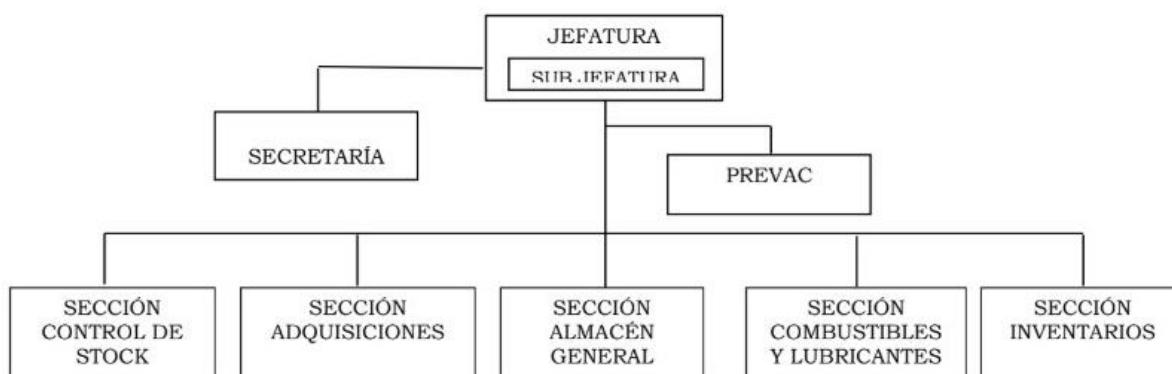 JEFATURA
SUB JEFATURA
SECRETARÍA
PREVAC
SECCIÓN
CONTROL DE
STOCK
SECCIÓN
ADQUISICIONES
SECCIÓN
ALMACÉN
GENERAL
SECCIÓN
COMBUSTIBLES
Y LUBRICANTES
SECCIÓN
INVENTARIOS